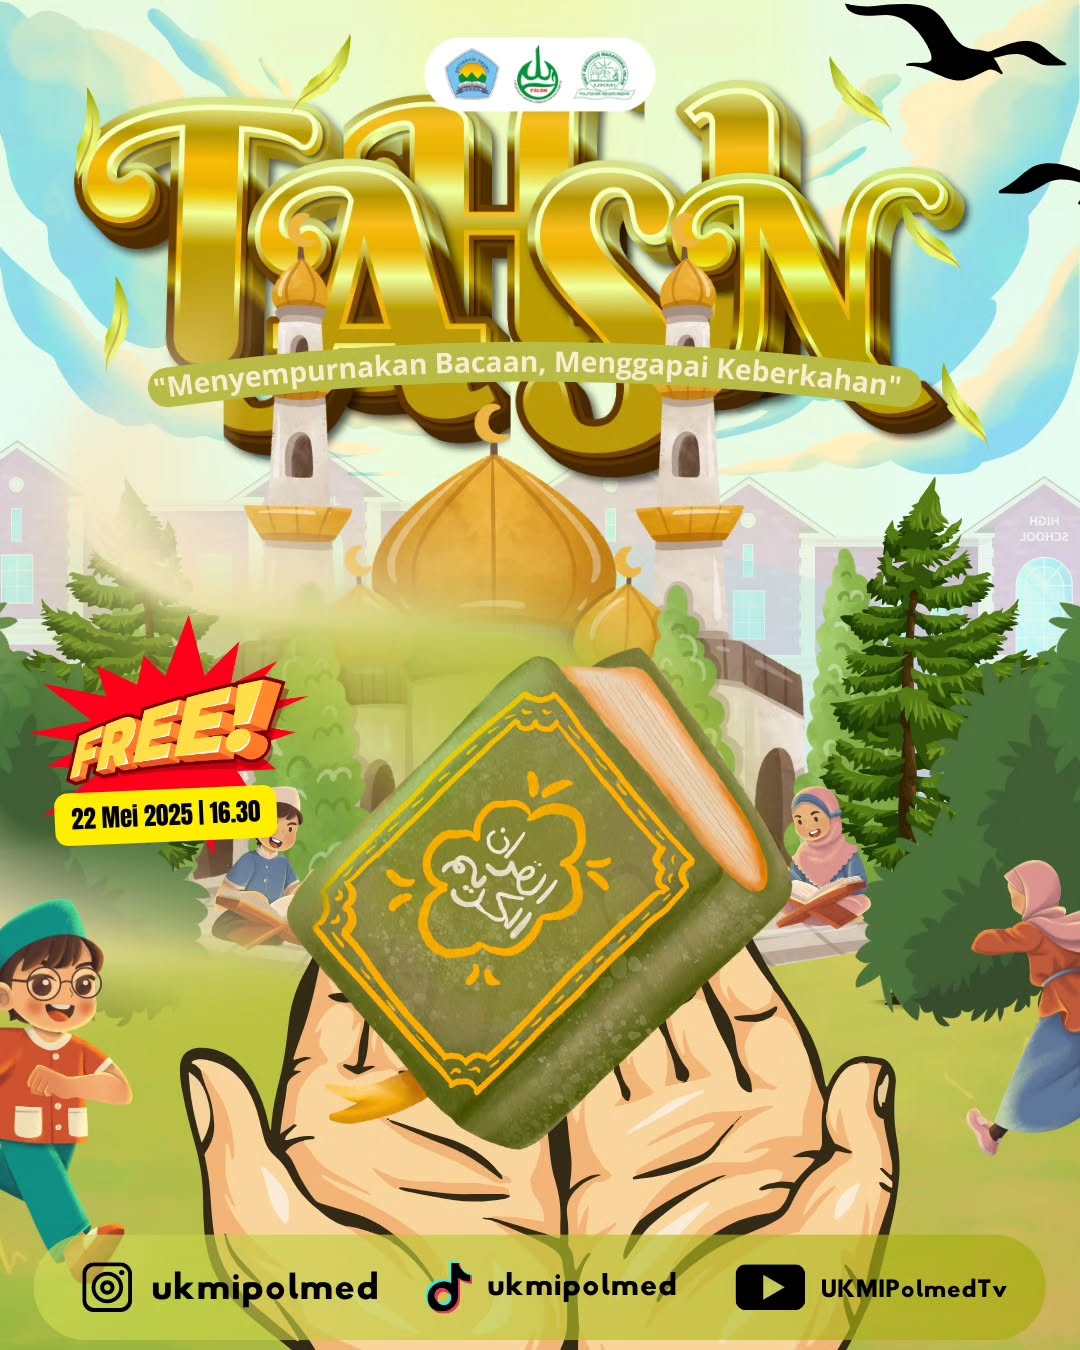 TAHSIN
"Menyempurnakan Bacaan, Menggapai Keberkahan"
HIGH
SCHOOL
FREE!
22 Mei 2025 | 16.30
القرآن
الكريم
ukmipolmed
ukmipolmed
UKMIPolmedTv